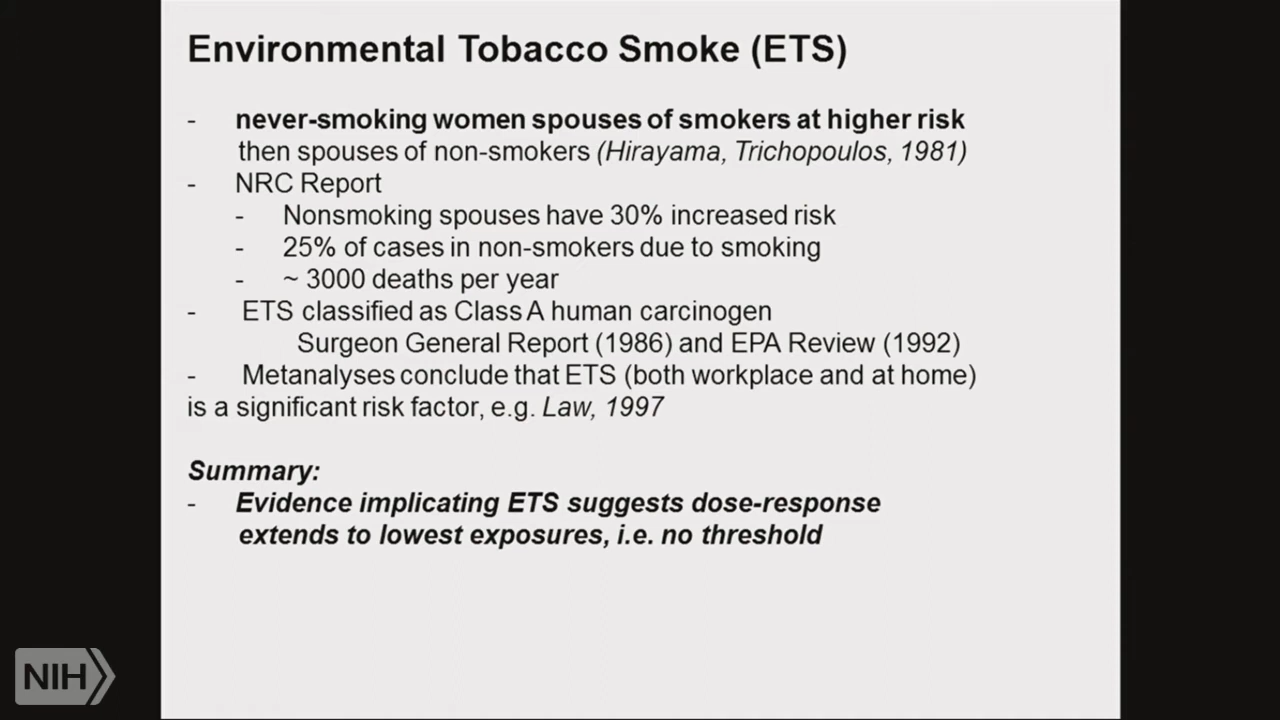 Environmental Tobacco Smoke (ETS)
- never-smoking women spouses of smokers at higher risk
then spouses of non-smokers (Hirayama, Trichopoulos, 1981)
- NRC Report
- Nonsmoking spouses have 30% increased risk
- 25% of cases in non-smokers due to smoking
- ~ 3000 deaths per year
- ETS classified as Class A human carcinogen
Surgeon General Report (1986) and EPA Review (1992)
- Metanalyses conclude that ETS (both workplace and at home)
is a significant risk factor, e.g. Law, 1997
Summary:
- Evidence implicating ETS suggests dose-response
extends to lowest exposures, i.e. no threshold
NIH